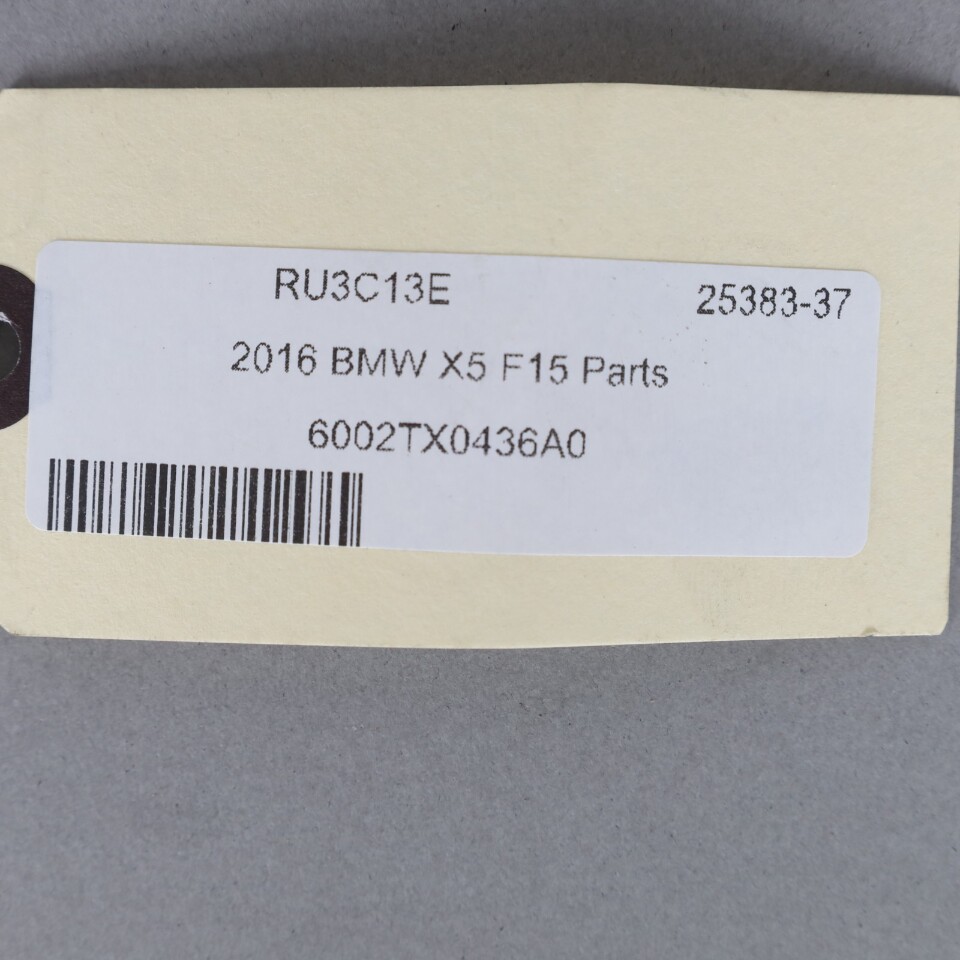 RU3C13E 25383-37
2016 BMW X5 F15 Parts
6002TX0436A0